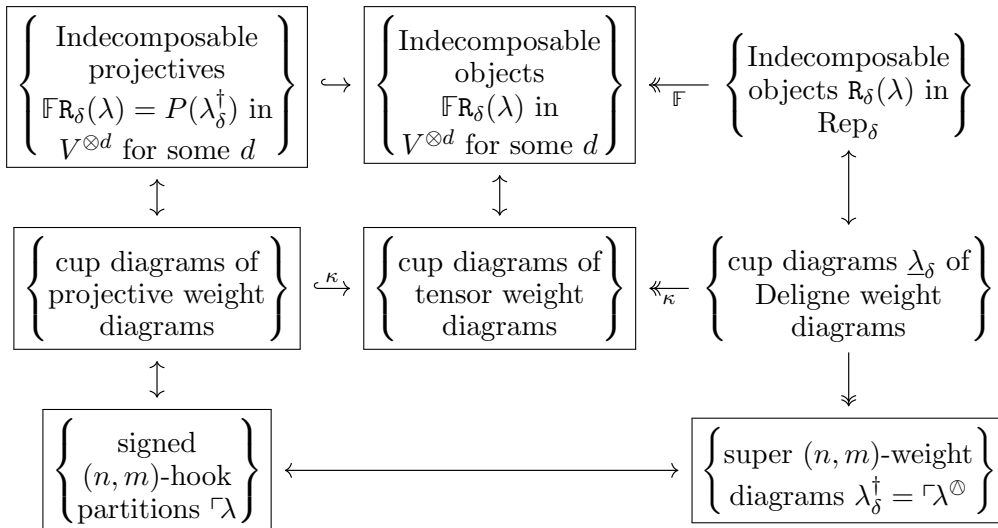 Indecomposable
projectives
𝔽R_δ(λ) = P(λ_δ^†) in
V^{⊗d} for some d
Indecomposable
objects
𝔽R_δ(λ) in
V^{⊗d} for some d
𝔽
Indecomposable
objects R_δ(λ) in
Rep_δ
cup diagrams of
projective weight
diagrams
κ
cup diagrams of
tensor weight
diagrams
κ
cup diagrams \underline{λ}_δ of
Deligne weight
diagrams
signed
(n, m)-hook
partitions ⌜λ
super (n, m)-weight
diagrams λ_δ^† = ⌜λ^{⦸}